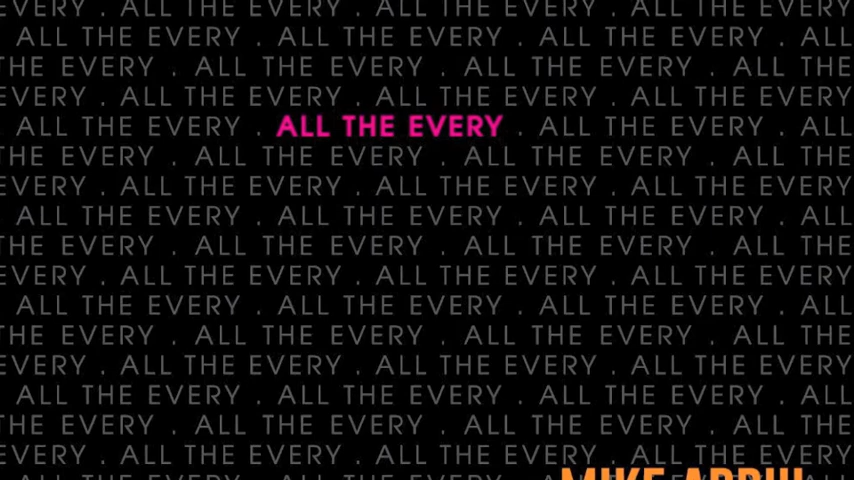 EVERY . ALL THE EVERY . ALL THE EVERY . ALL THE EVERY
. ALL THE EVERY . ALL THE EVERY . ALL THE EVERY . ALL
THE EVERY . ALL THE EVERY . ALL THE EVERY . ALL THE
EVERY . ALL THE EVERY . ALL THE EVERY . ALL THE EVERY
. ALL THE EVERY . ALL THE EVERY . ALL THE EVERY . ALL
THE EVERY . ALL THE EVERY . ALL THE EVERY . ALL THE
EVERY . ALL THE EVERY . ALL THE EVERY . ALL THE EVERY
. ALL THE EVERY . ALL THE EVERY . ALL THE EVERY . ALL
THE EVERY . ALL THE EVERY . ALL THE EVERY . ALL THE
EVERY . ALL THE EVERY . ALL THE EVERY . ALL THE EVERY
. ALL THE EVERY . ALL THE EVERY . ALL THE EVERY . ALL
THE EVERY . ALL THE EVERY . ALL THE EVERY . ALL THE
EVERY . ALL THE EVERY . ALL THE EVERY . ALL THE EVERY
. ALL THE EVERY . ALL THE EVERY . ALL THE EVERY . ALL
THE EVERY . ALL THE EVERY . ALL THE EVERY . ALL THE
EVERY . ALL THE EVERY . ALL THE EVERY . ALL THE EVERY
MIKE